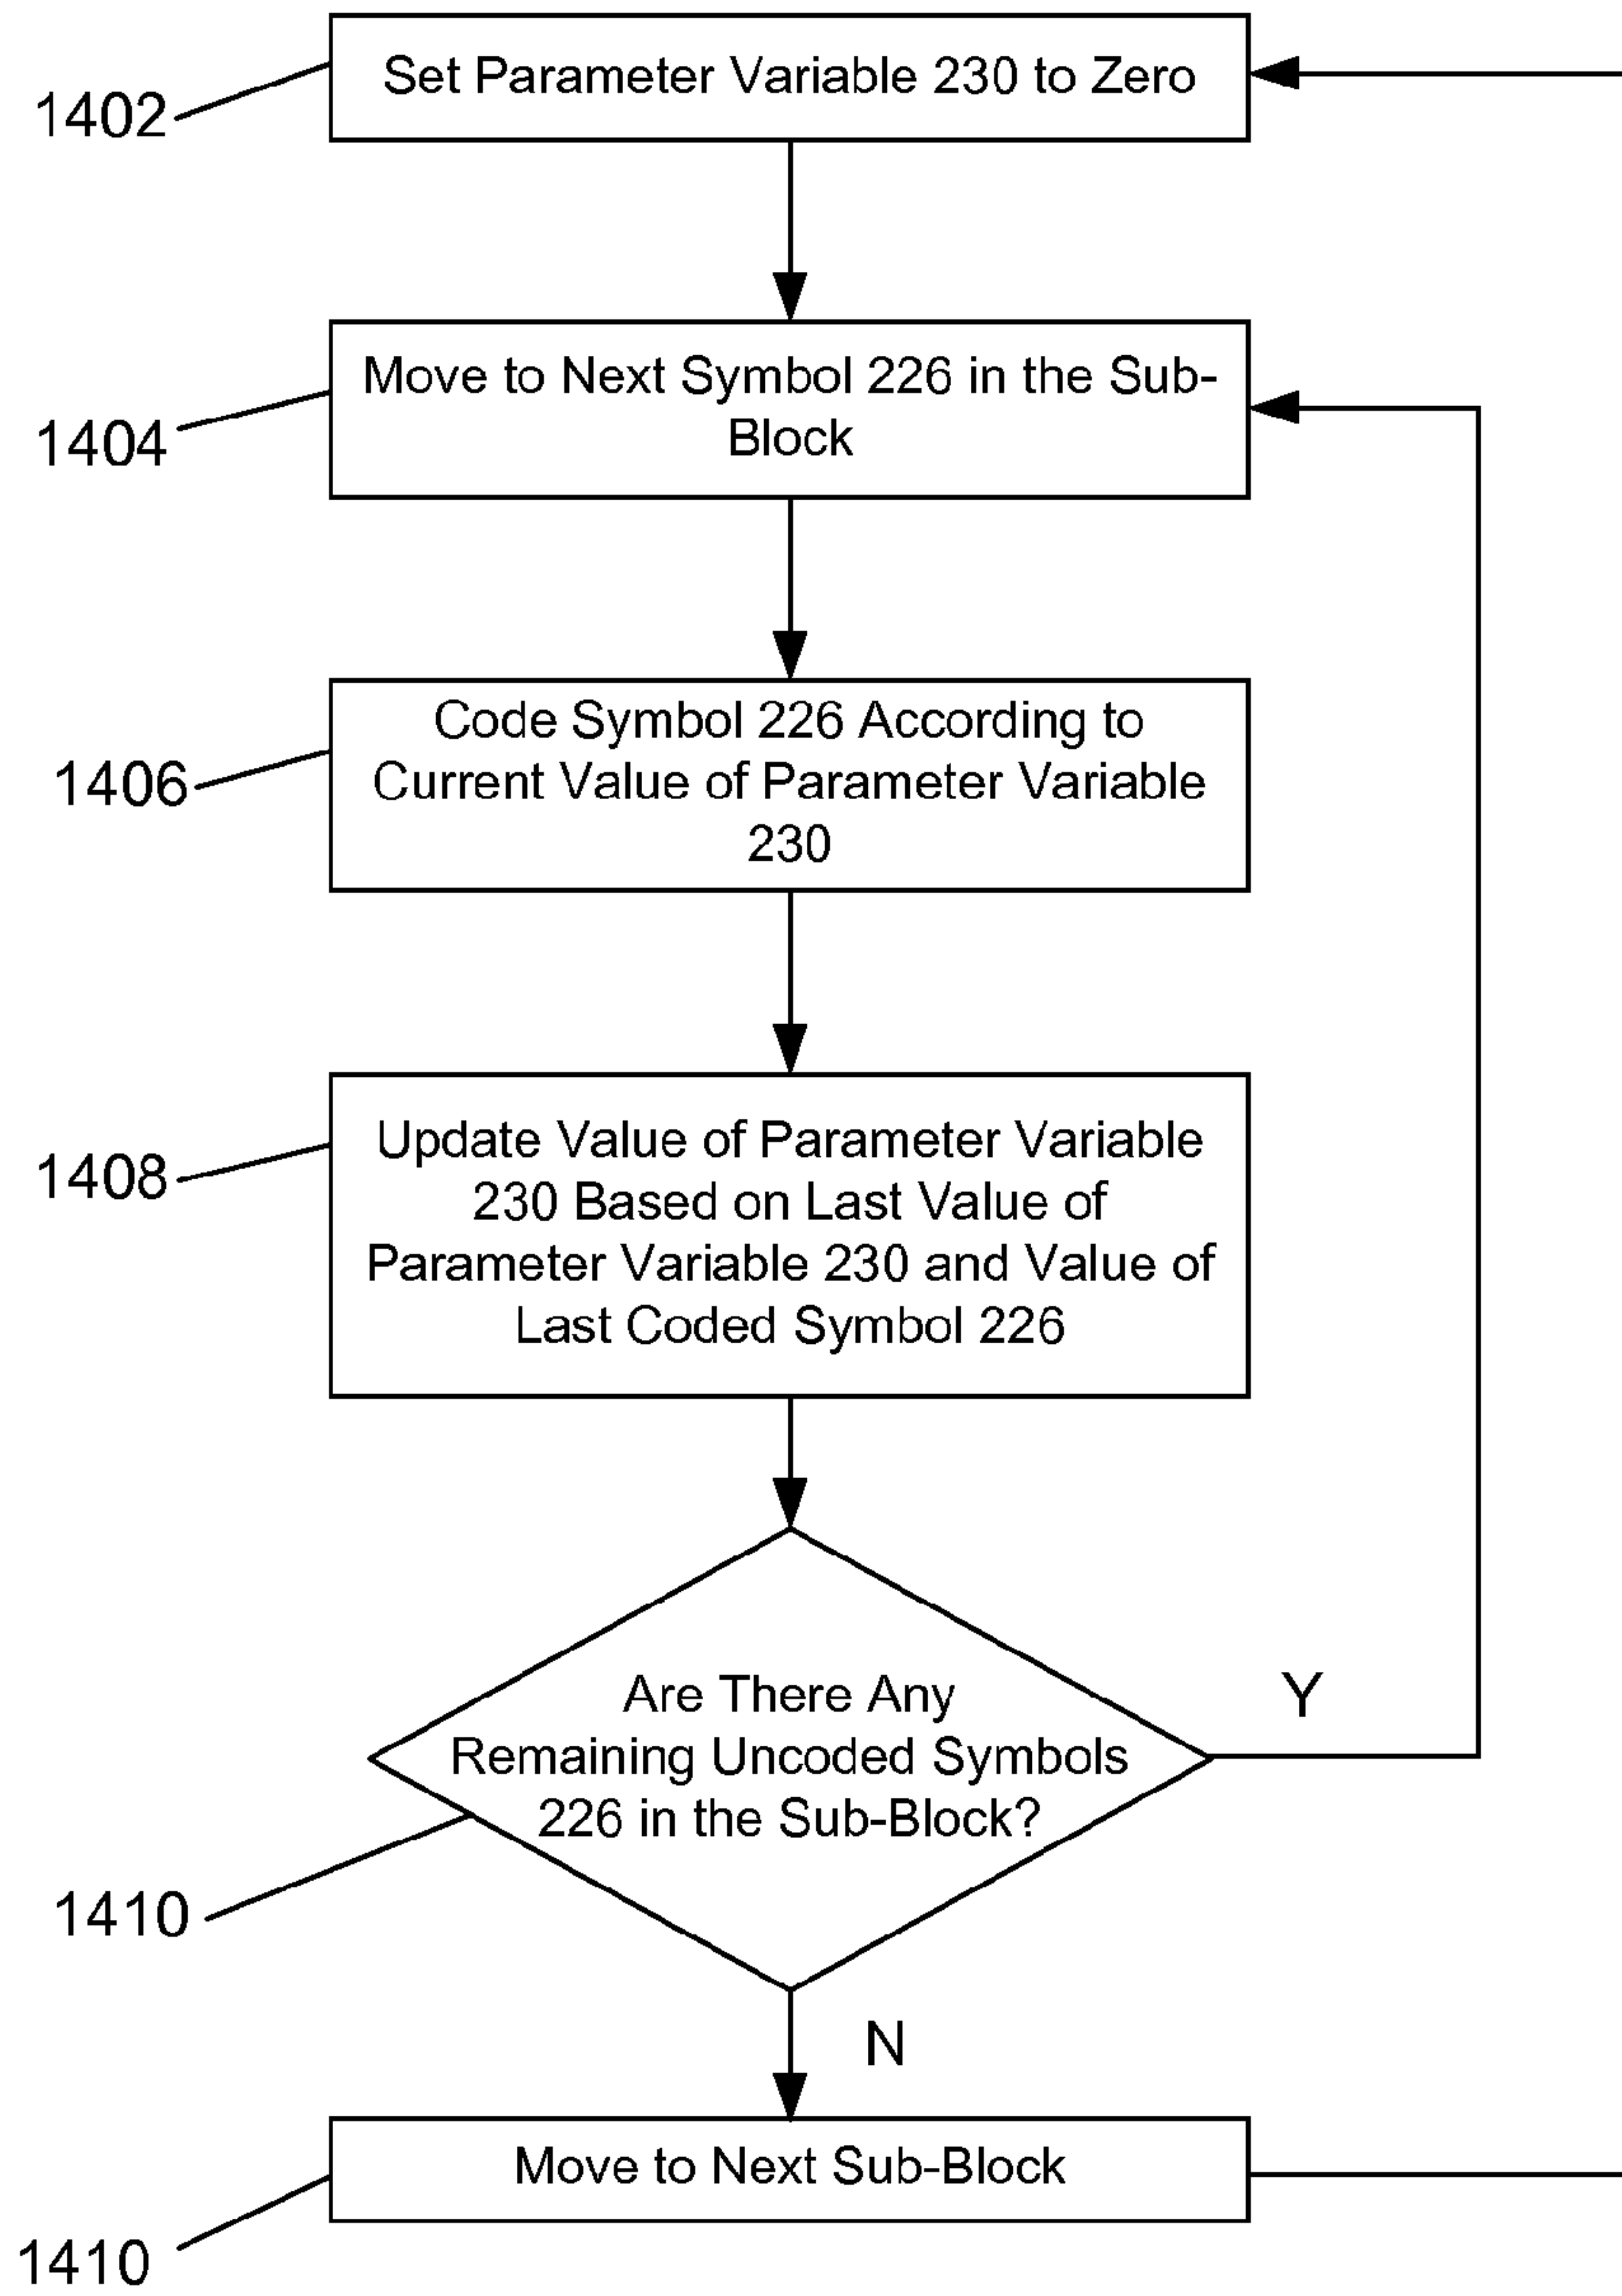 1402
Set Parameter Variable 230 to Zero
1404
Move to Next Symbol 226 in the Sub-
Block
1406
Code Symbol 226 According to
Current Value of Parameter Variable
230
1408
Update Value of Parameter Variable
230 Based on Last Value of
Parameter Variable 230 and Value of
Last Coded Symbol 226
1410
Are There Any
Remaining Uncoded Symbols
226 in the Sub-Block?
Y
N
1410
Move to Next Sub-Block